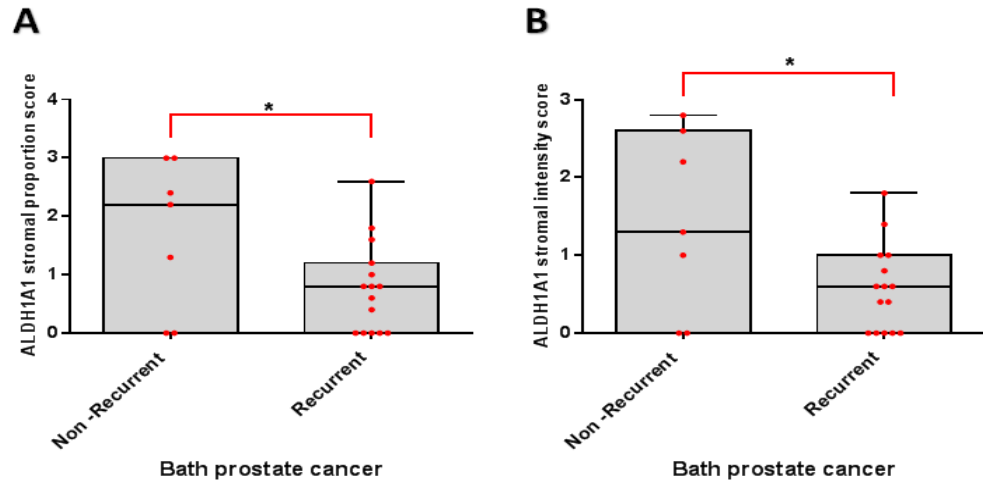 A
ALDH1A1 stromal proportion score
4
3
2
1
0
*
Non -Recurrent
Recurrent
Bath prostate cancer
B
ALDH1A1 stromal intensity score
3
2
1
0
*
Non -Recurrent
Recurrent
Bath prostate cancer